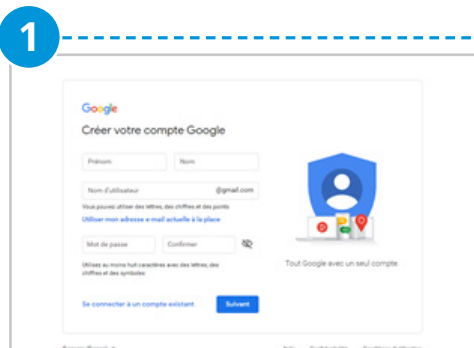 1
Google
Créer votre compte Google
Prénom Nom
Nom d'utilisateur @gmail.com
Vous pouvez utiliser des lettres, des chiffres et des points
Utiliser mon adresse e-mail actuelle à la place
Mot de passe Confirmer
Utilisez au moins huit caractères avec des lettres, des
chiffres et des symboles
Tout Google avec un seul compte
Se connecter à un compte existant Suivant